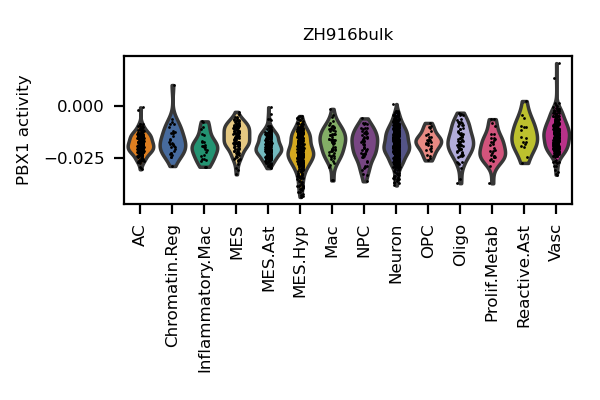 ZH916bulk
PBX1 activity
0.000
−0.025
AC
Chromatin.Reg
Inflammatory.Mac
MES
MES.Ast
MES.Hyp
Mac
NPC
Neuron
OPC
Oligo
Prolif.Metab
Reactive.Ast
Vasc